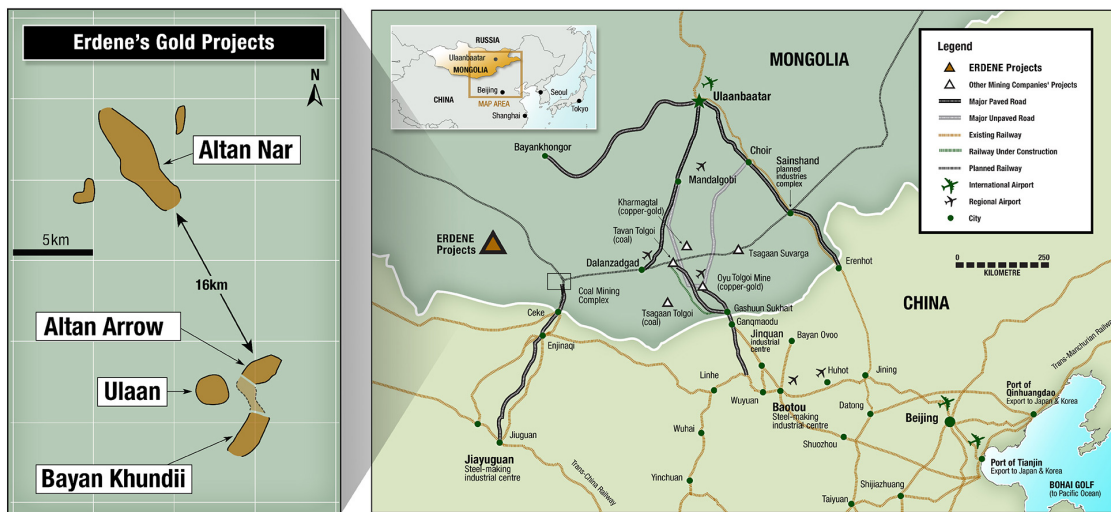 Erdene's Gold Projects
N
Altan Nar
5km
16km
Altan Arrow
Ulaan
Bayan Khundii
RUSSIA
Ulaanbaatar
MONGOLIA
CHINA
Beijing
MAP AREA
Seoul
Tokyo
Shanghai
MONGOLIA
Ulaanbaatar
Bayankhongor
Choir
Sainshand
planned
industries
complex
Mandalgobi
Kharmagtal
(copper-gold)
Tavan Tolgoi
(coal)
ERDENE
Projects
Dalanzadgad
Tsagaan Suvarga
Erenhot
Oyu Tolgoi Mine
(copper-gold)
Coal Mining
Complex
Tsagaan Tolgoi
(coal)
Gashuun Sukhait
Ganqmaodu
CHINA
Ceke
Enjinaqi
Jinquan
industrial
centre
Bayan Ovoo
Linhe
Huhot
Jining
Wuyuan
Baotou
Steel-making
industrial centre
Datong
Beijing
Port of
Qinhuangdao
Export to Japan & Korea
Trans-Manchurian Railway
Wuhai
Shuozhou
Jiuguan
Jiayuguan
Steel-making
industrial centre
Trans-China Railway
Yinchuan
Port of Tianjin
Export to Japan & Korea
BOHAI GOLF
(to Pacific Ocean)
Taiyuan
Shijiazhuang
Legend
ERDENE Projects
Other Mining Companies' Projects
Major Paved Road
Major Unpaved Road
Existing Railway
Railway Under Construction
Planned Railway
International Airport
Regional Airport
City
0
250
KILOMETRE